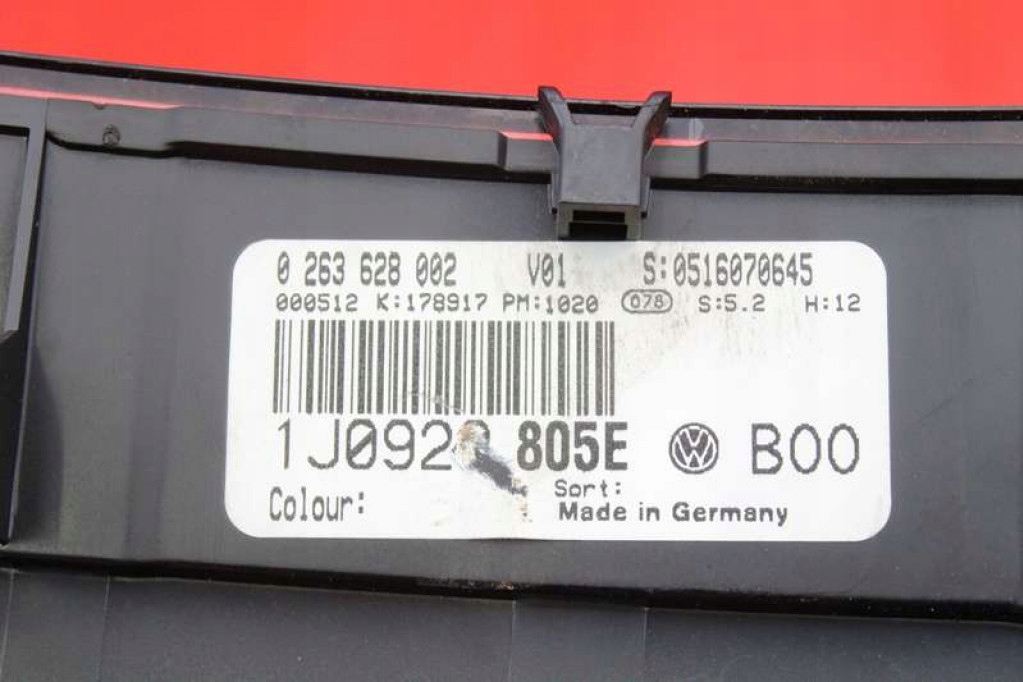 0 263 628 002 V01 S:0516070645
000512 K:178917 PM:1020 078 S:5.2 H:12
805E VW B00
Colour: Sort:
Made in Germany